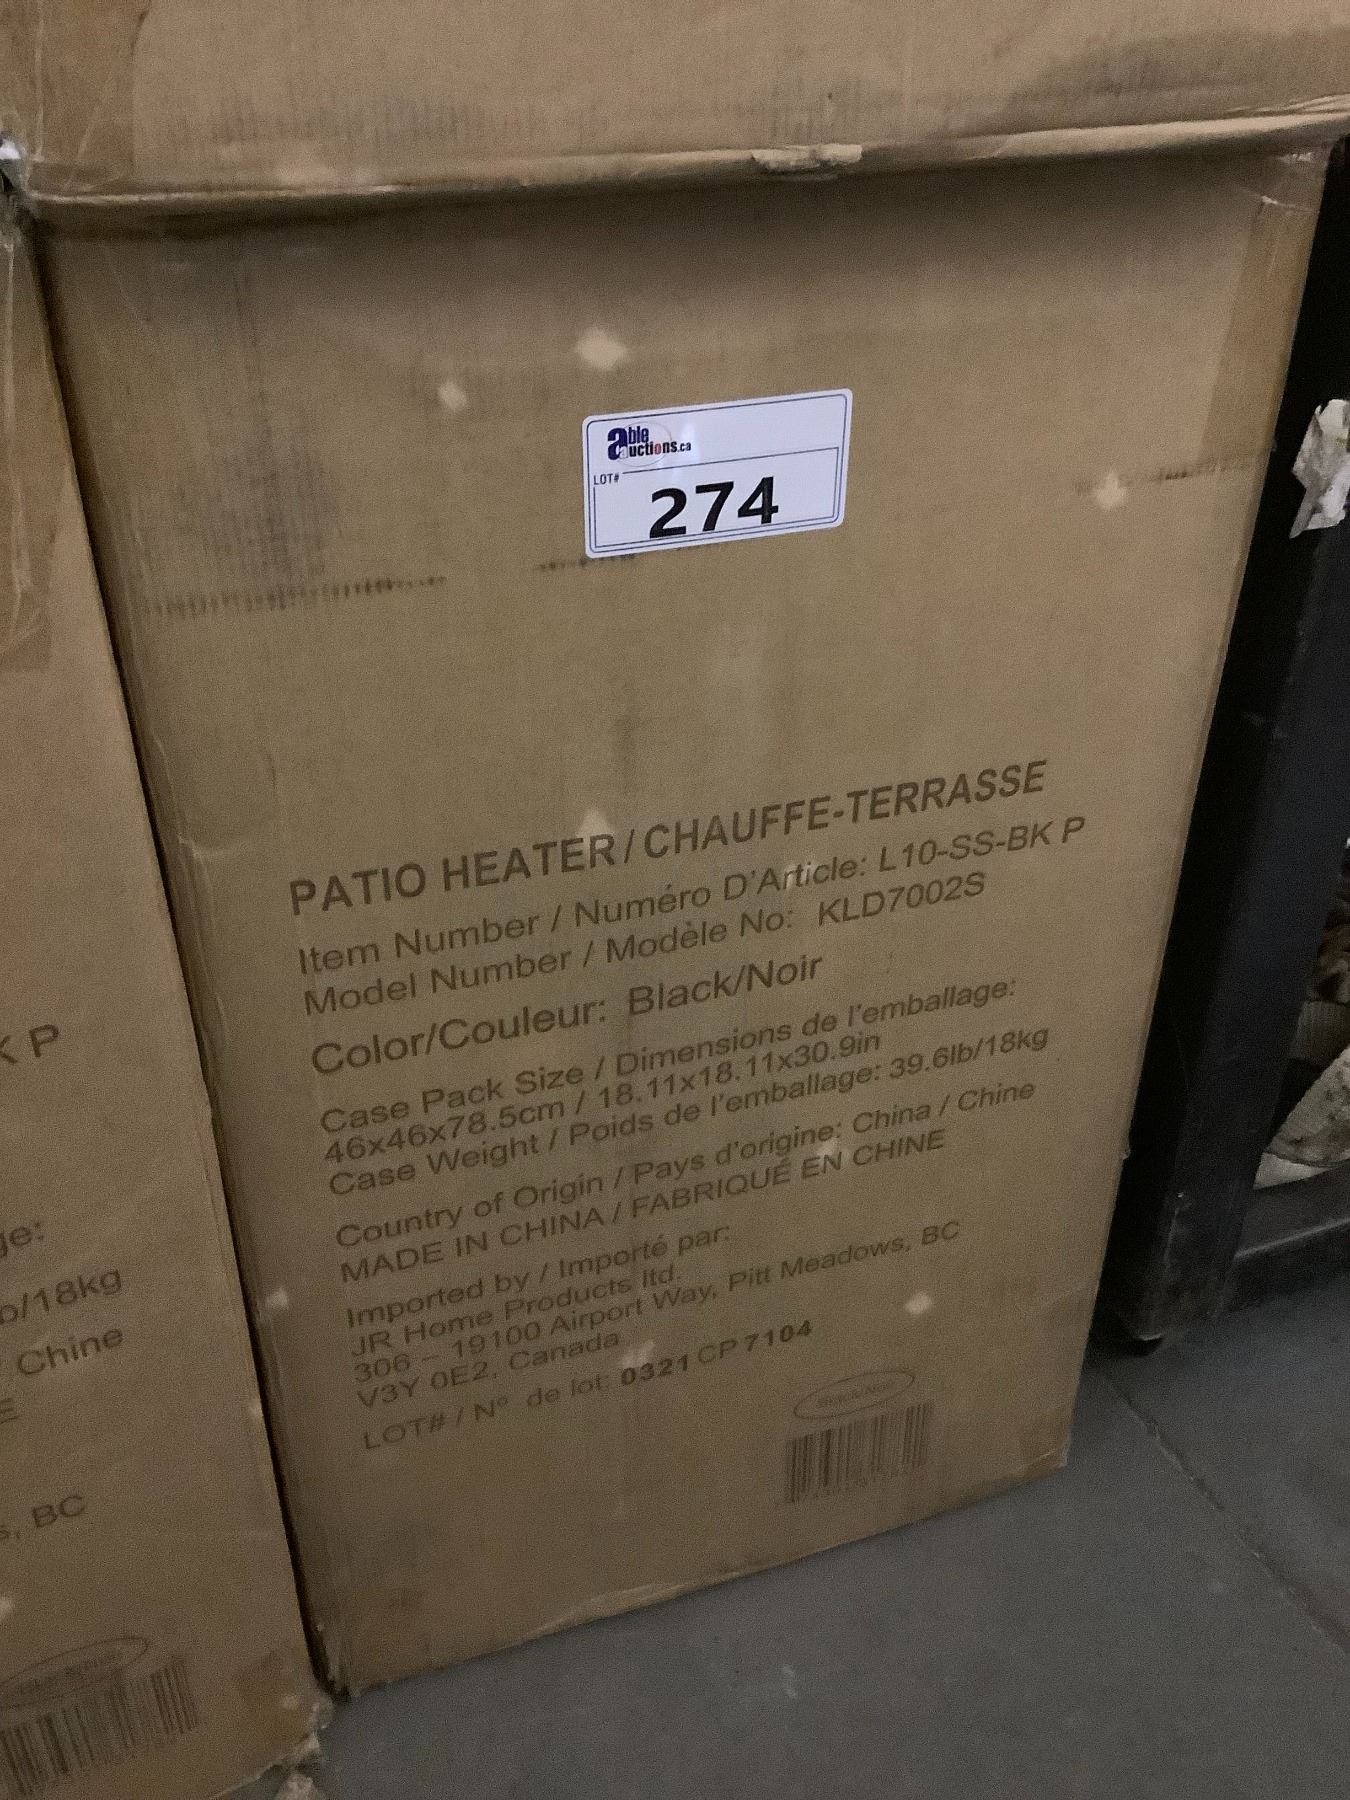 able
auctions.ca
LOT#
274
PATIO HEATER / CHAUFFE-TERRASSE
Item Number / Numéro D'Article: L10-SS-BK P
Model Number / Modèle No: KLD7002S
Color/Couleur: Black/Noir
Case Pack Size / Dimensions de l'emballage:
46x46x78.5cm / 18.11x18.11x30.9in
Case Weight / Poids de l'emballage: 39.6lb/18kg
Country of Origin / Pays d'origine: China / Chine
MADE IN CHINA / FABRIQUÉ EN CHINE
Imported by / Importé par:
JR Home Products ltd.
306 – 19100 Airport Way, Pitt Meadows, BC
V3Y 0E2, Canada
LOT# / N° de lot: 0321 CP 7104
K P
ge:
b/18kg
Chine
E
s, BC